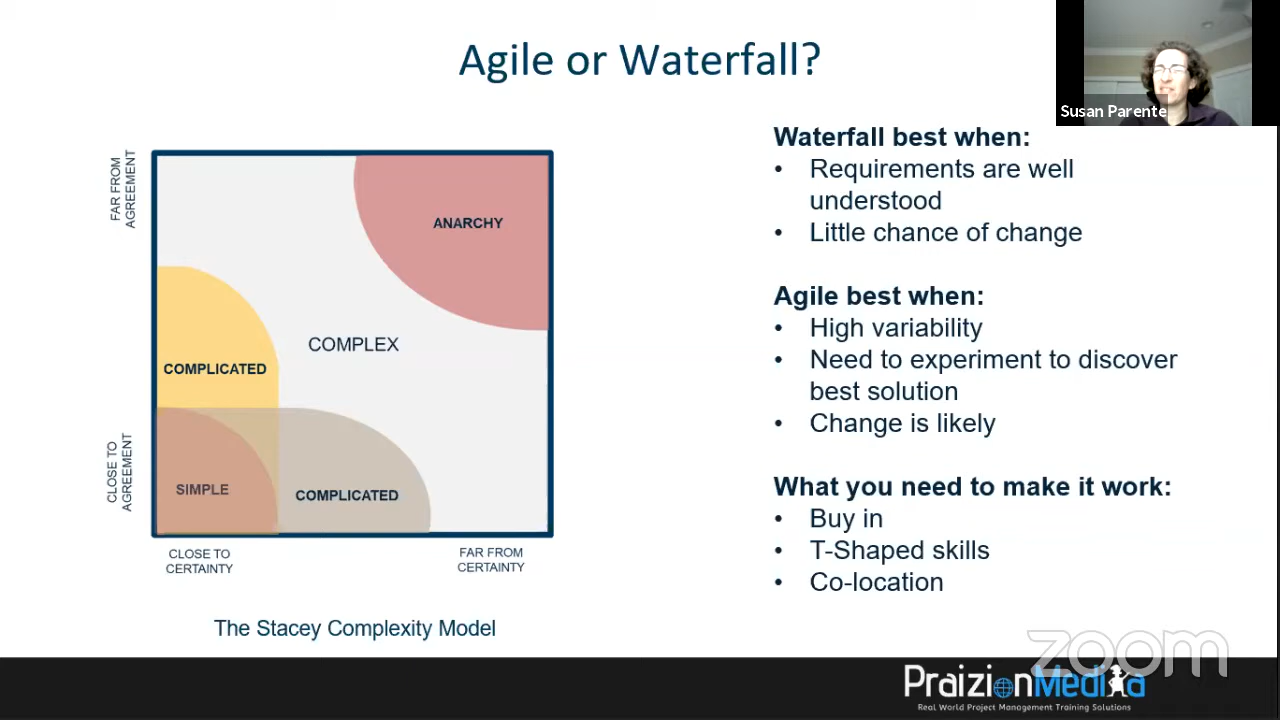 Agile or Waterfall?
Susan Parente
FAR FROM
AGREEMENT
ANARCHY
COMPLEX
COMPLICATED
CLOSE TO
AGREEMENT
SIMPLE
COMPLICATED
CLOSE TO
CERTAINTY
FAR FROM
CERTAINTY
The Stacey Complexity Model
Waterfall best when:
• Requirements are well
understood
• Little chance of change
Agile best when:
• High variability
• Need to experiment to discover
best solution
• Change is likely
What you need to make it work:
• Buy in
• T-Shaped skills
• Co-location
zoom
PraizionMedia
Real World Project Management Training Solutions